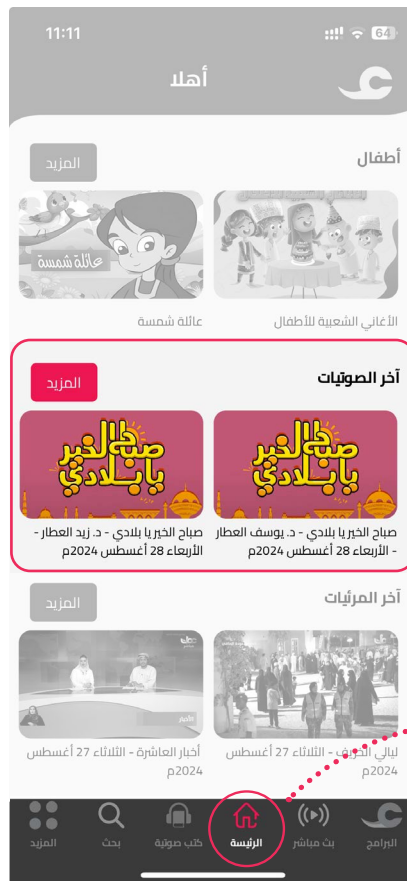 11:11
64
أهلا
أطفال
المزيد
عائلة شمسة
الأغاني الشعبية للأطفال
عائلة شمسة
آخر الصوتيات
المزيد
صباح الخير يا بلادي
صباح الخير يا بلادي
صباح الخير يا بلادي - د. يوسف العطار
- الأربعاء 28 أغسطس 2024م
صباح الخير يا بلادي - د. زيد العطار -
الأربعاء 28 أغسطس 2024م
آخر المرئيات
المزيد
ليالي الخريف - الثلاثاء 27 أغسطس
2024م
أخبار العاشرة - الثلاثاء 27 أغسطس
2024م
البرامج
بث مباشر
الرئيسة
كتب صوتية
بحث
المزيد